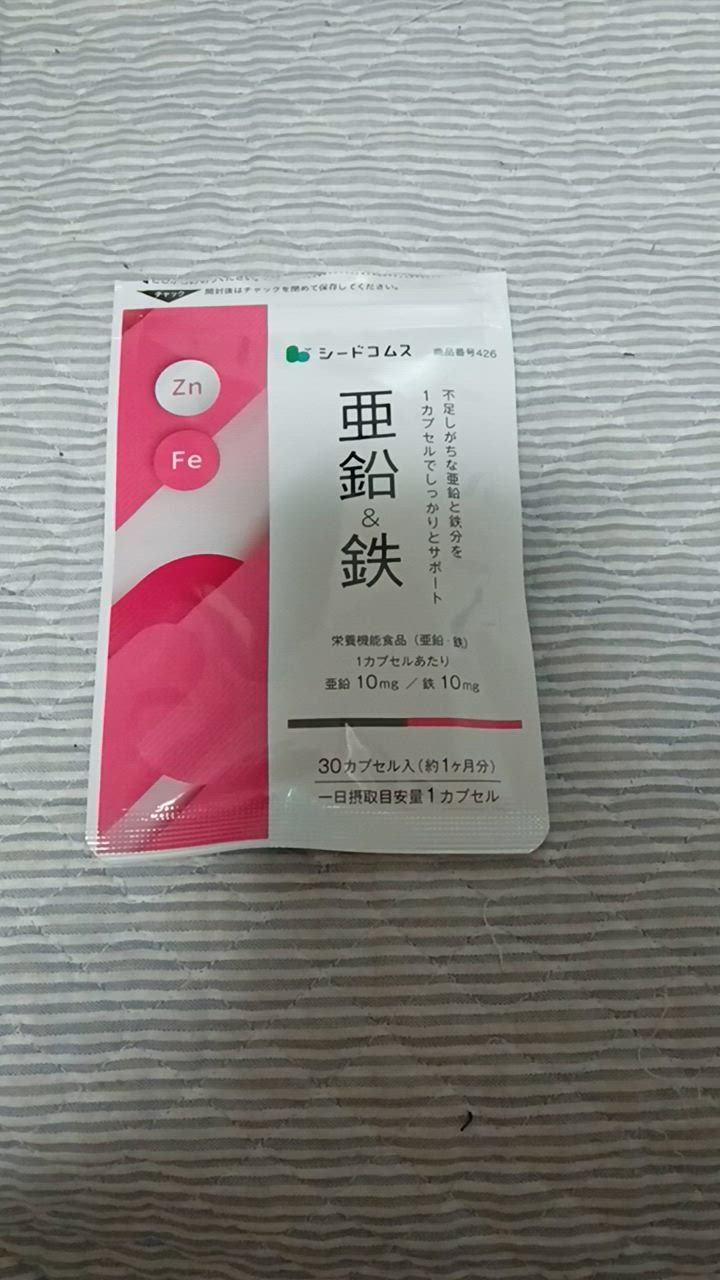 チャック
開封後はチャックを閉めて保存してください。
Zn
Fe
シードコムス
商品番号426
不足しがちな亜鉛と鉄分を
1カプセルでしっかりとサポート
亜鉛
&
鉄
栄養機能食品（亜鉛・鉄）
1カプセルあたり
亜鉛 10mg ／ 鉄 10mg
30カプセル入（約1ヶ月分）
一日摂取目安量1カプセル